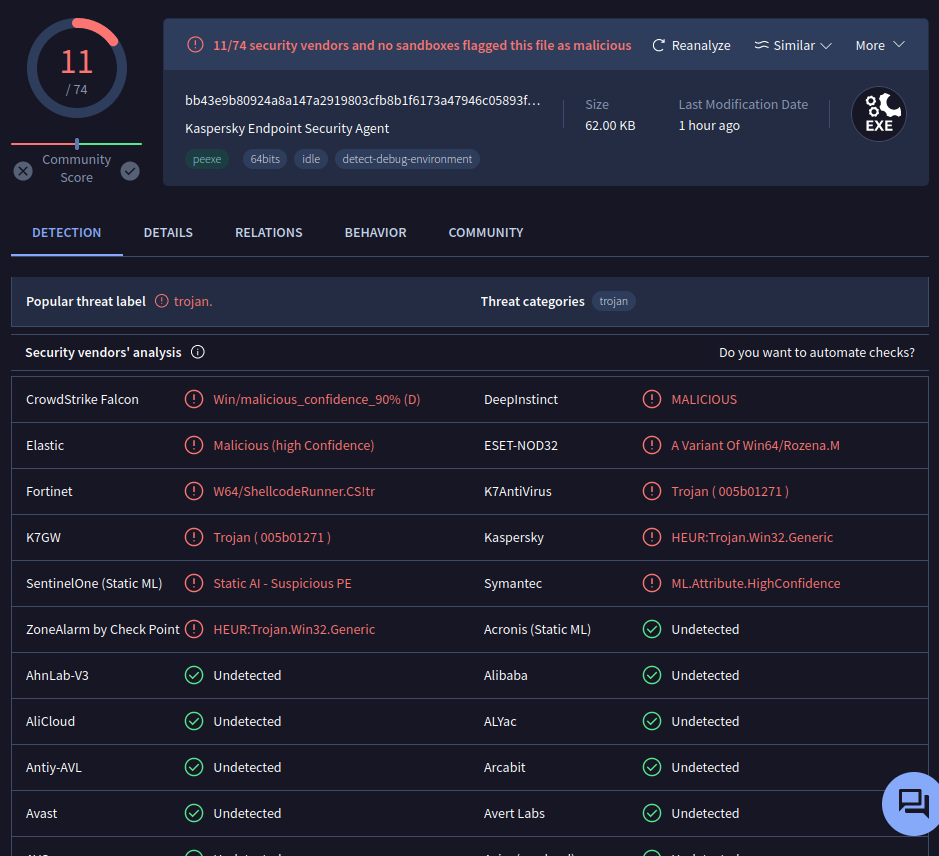 11
/ 74
Community
Score
11/74 security vendors and no sandboxes flagged this file as malicious
Reanalyze
Similar
More
bb43e9b80924a8a147a2919803cfb8b1f6173a47946c05893f…
Kaspersky Endpoint Security Agent
peexe 64bits idle detect-debug-environment
Size
62.00 KB
Last Modification Date
1 hour ago
EXE
DETECTION DETAILS RELATIONS BEHAVIOR COMMUNITY
Popular threat label trojan. Threat categories trojan
Security vendors' analysis Do you want to automate checks?
CrowdStrike Falcon Win/malicious_confidence_90% (D) DeepInstinct MALICIOUS
Elastic Malicious (high Confidence) ESET-NOD32 A Variant Of Win64/Rozena.M
Fortinet W64/ShellcodeRunner.CS!tr K7AntiVirus Trojan ( 005b01271 )
K7GW Trojan ( 005b01271 ) Kaspersky HEUR:Trojan.Win32.Generic
SentinelOne (Static ML) Static AI - Suspicious PE Symantec ML.Attribute.HighConfidence
ZoneAlarm by Check Point HEUR:Trojan.Win32.Generic Acronis (Static ML) Undetected
AhnLab-V3 Undetected Alibaba Undetected
AliCloud Undetected ALYac Undetected
Antiy-AVL Undetected Arcabit Undetected
Avast Undetected Avert Labs Undetected